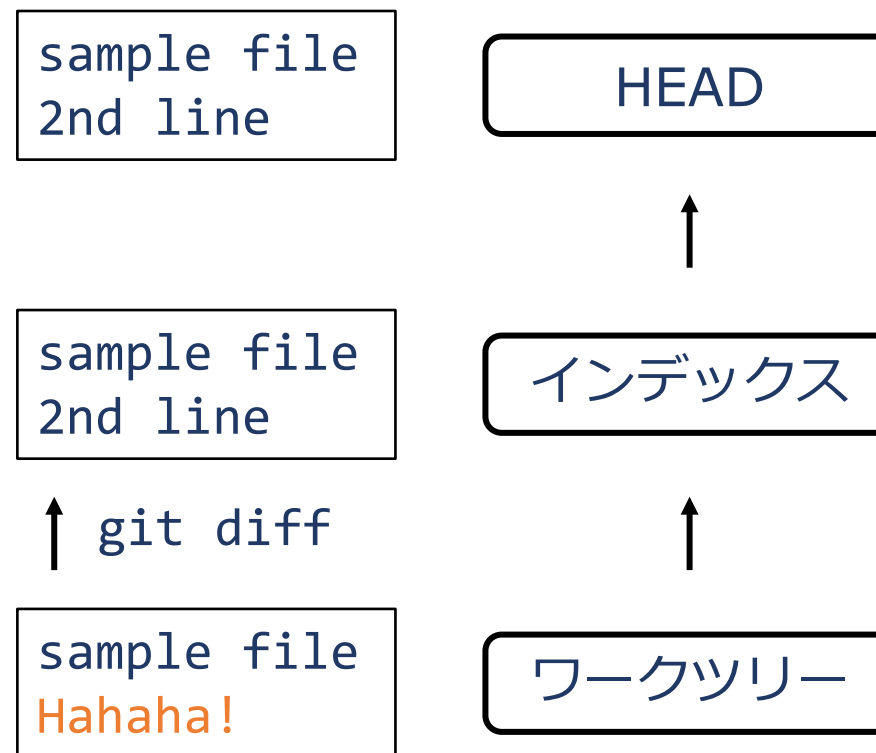 sample file
2nd line
HEAD
sample file
2nd line
インデックス
git diff
sample file
Hahaha!
ワークツリー